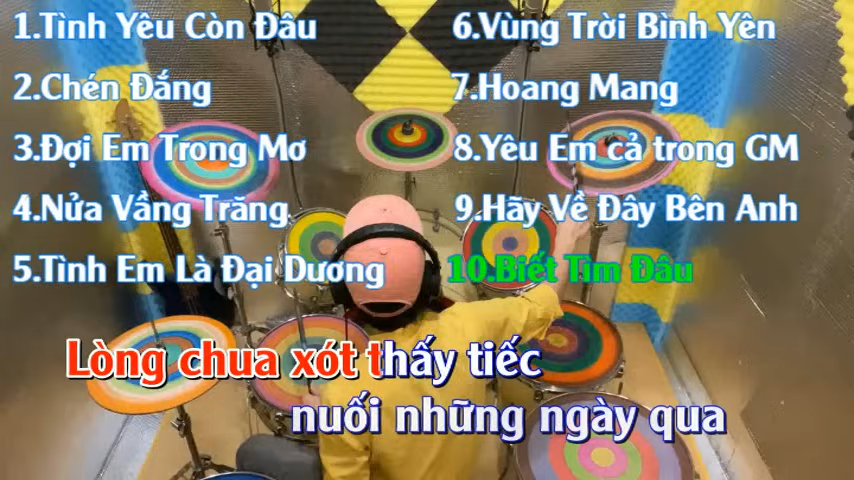 1.Tình Yêu Còn Đâu
2.Chén Đắng
3.Đợi Em Trong Mơ
4.Nửa Vầng Trăng
5.Tình Em Là Đại Dương
6.Vùng Trời Bình Yên
7.Hoang Mang
8.Yêu Em cả trong GM
9.Hãy Về Đây Bên Anh
10.Biết Tìm Đâu
Lòng chua xót thấy tiếc
nuối những ngày qua